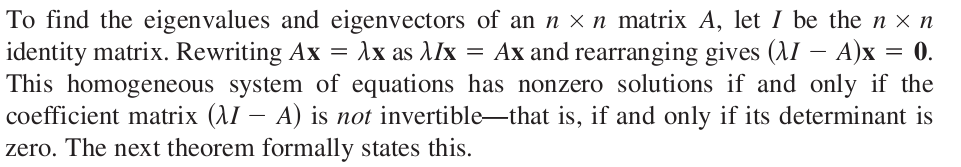 To find the eigenvalues and eigenvectors of an n × n matrix A, let I be the n × n
identity matrix. Rewriting Ax = λx as λIx = Ax and rearranging gives (λI − A)x = 0.
This homogeneous system of equations has nonzero solutions if and only if the
coefficient matrix (λI − A) is not invertible—that is, if and only if its determinant is
zero. The next theorem formally states this.